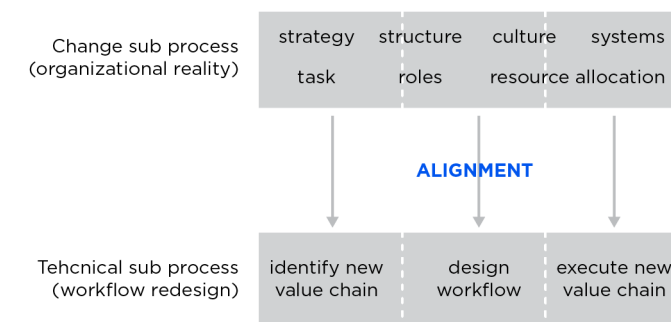 Change sub process
(organizational reality)
strategy structure culture systems
task roles resource allocation
ALIGNMENT
Tehcnical sub process
(workflow redesign)
identify new
value chain
design
workflow
execute new
value chain